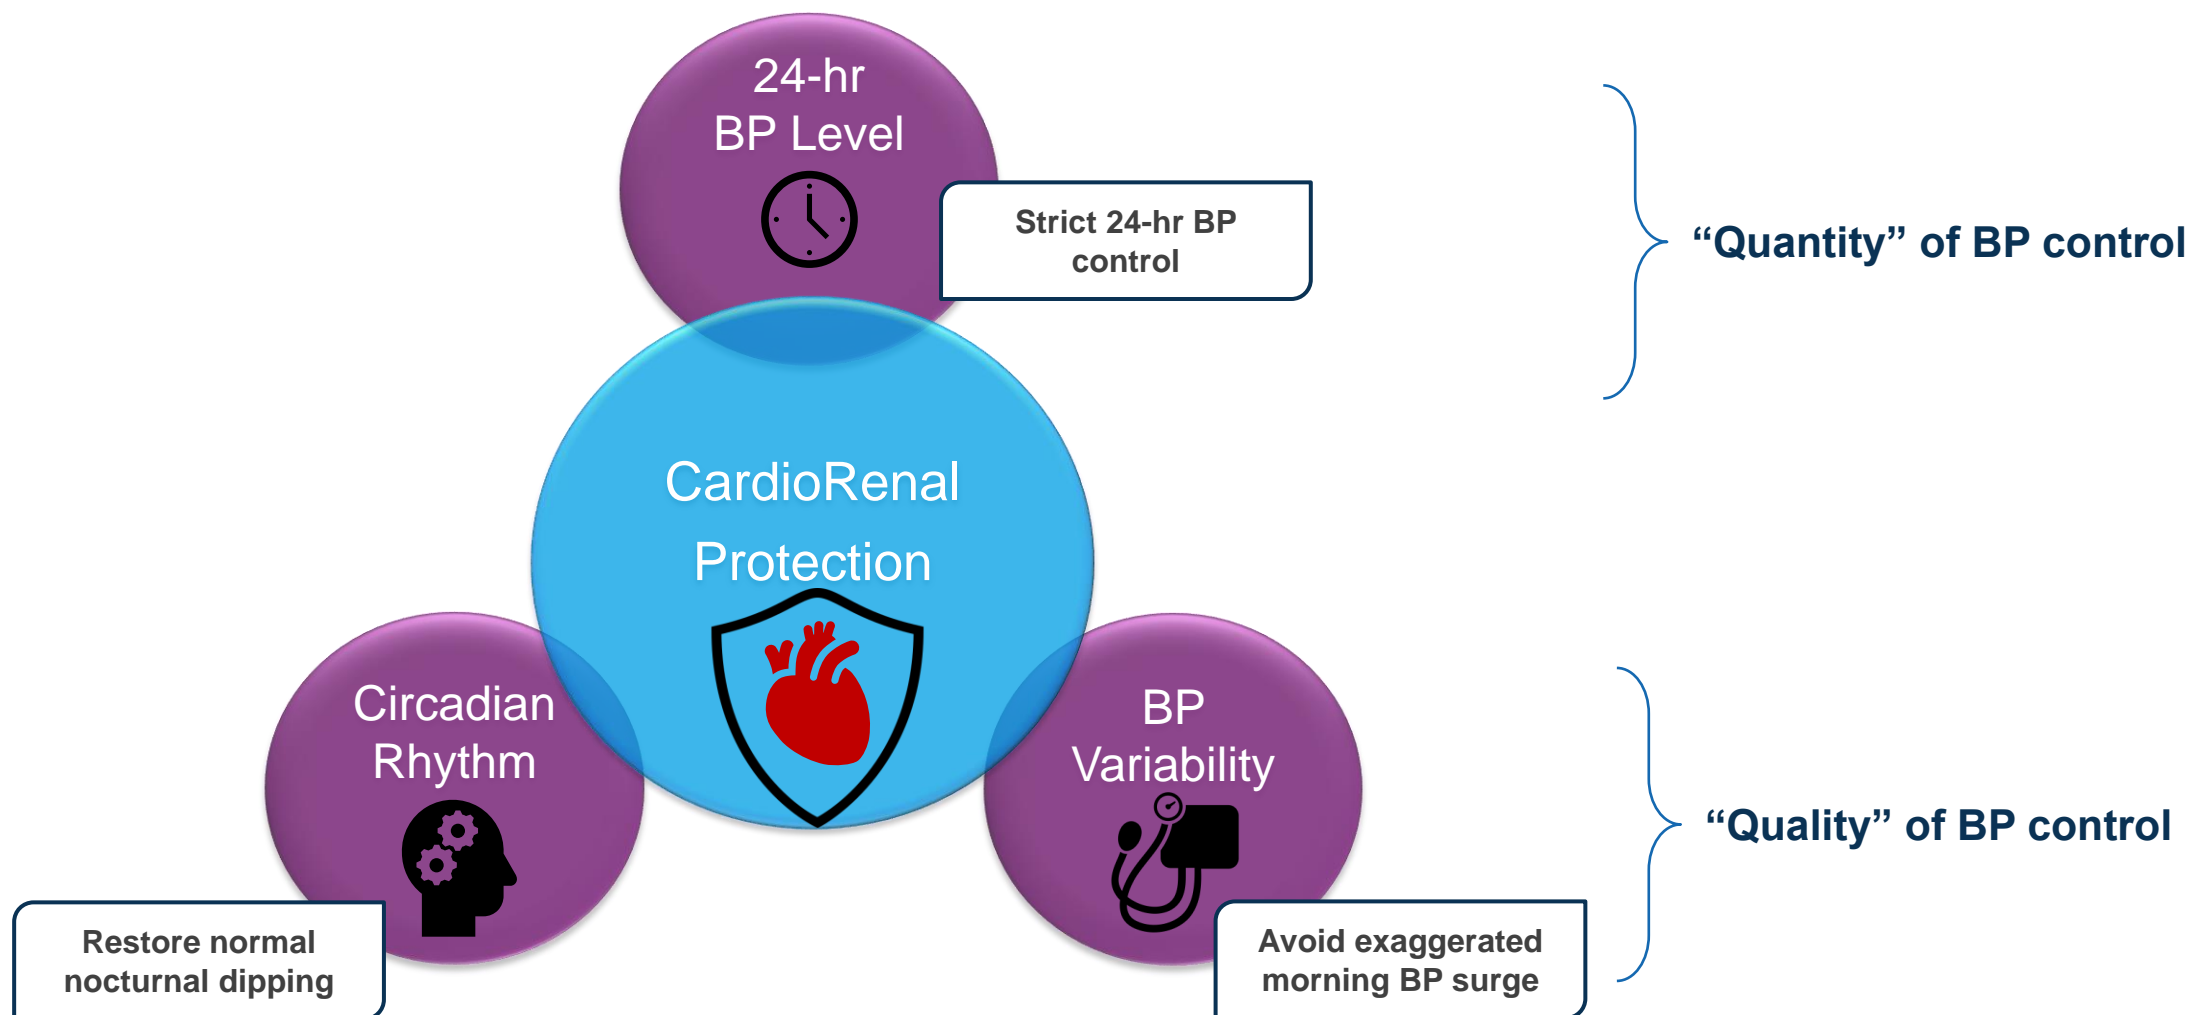 24-hr
BP Level
Strict 24-hr BP
control
“Quantity” of BP control
CardioRenal
Protection
Circadian
Rhythm
Restore normal
nocturnal dipping
BP
Variability
Avoid exaggerated
morning BP surge
“Quality” of BP control